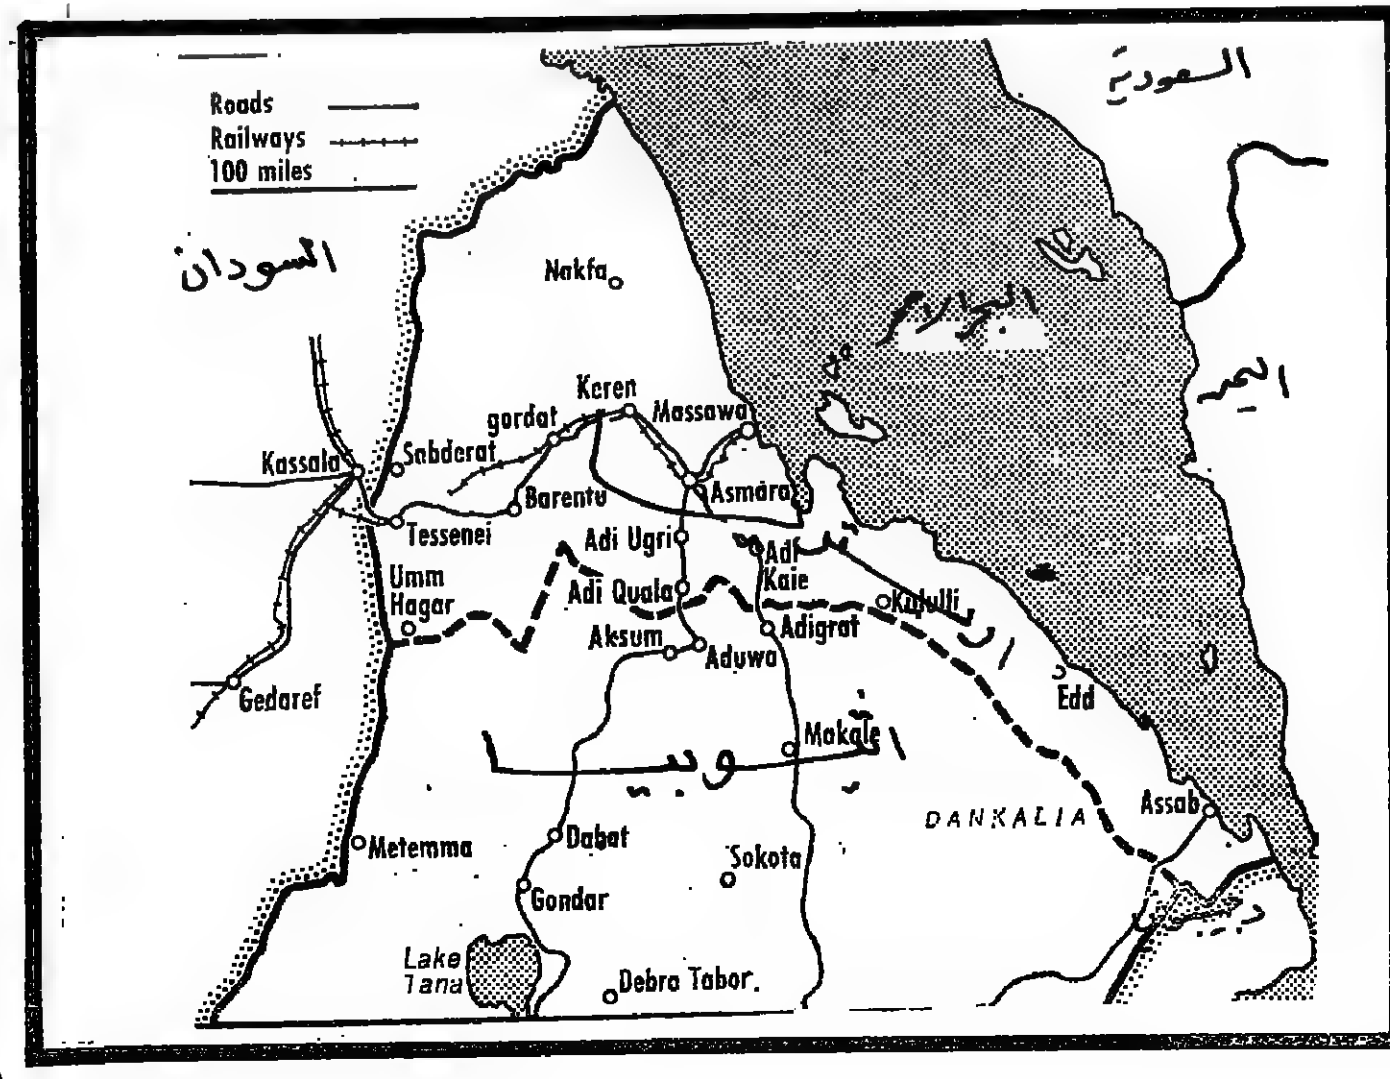 Roads
Railways
100 miles
السعودية
السودان
Nakfa
البحر الاحمر
اليمن
Keren
Massawa
gordat
Kassala
Sabderat
Barentu
Asmara
Tessenei
Adi Ugri
Adi Kaie
Umm Hagar
Adi Quala
Kululli
Aksum
Aduwa
Adigrat
Gedaref
Edd
Makale
اثيوبيا
DANKALIA
Assab
Metemma
Dabat
Sokota
Gondar
Lake Tana
Debra Tabor.